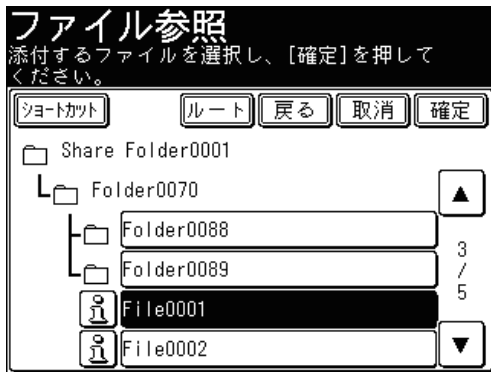 ファイル参照
添付するファイルを選択し、[確定]を押して
ください。
ショートカット ルート 戻る 取消 確定
Share Folder0001
Folder0070
▲
Folder0088
3
Folder0089
/
5
File0001
File0002
▼